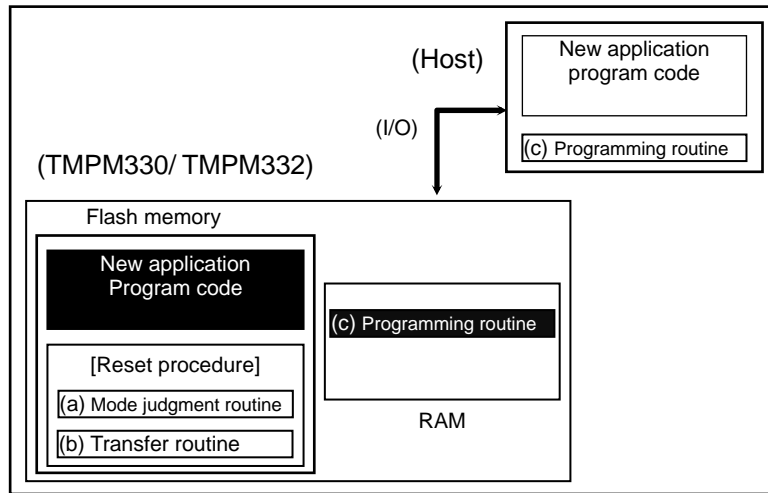 (Host)
New application
program code
(c) Programming routine
(I/O)
(TMPM330/ TMPM332)
Flash memory
New application
Program code
[Reset procedure]
(a) Mode judgment routine
(b) Transfer routine
(c) Programming routine
RAM